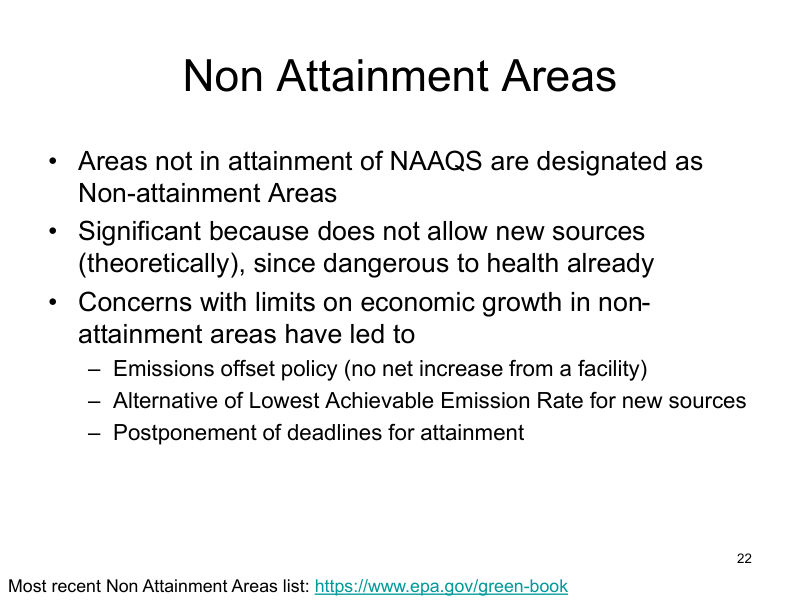 Non Attainment Areas
• Areas not in attainment of NAAQS are designated as
Non-attainment Areas
• Significant because does not allow new sources
(theoretically), since dangerous to health already
• Concerns with limits on economic growth in non-
attainment areas have led to
– Emissions offset policy (no net increase from a facility)
– Alternative of Lowest Achievable Emission Rate for new sources
– Postponement of deadlines for attainment
22
Most recent Non Attainment Areas list: https://www.epa.gov/green-book